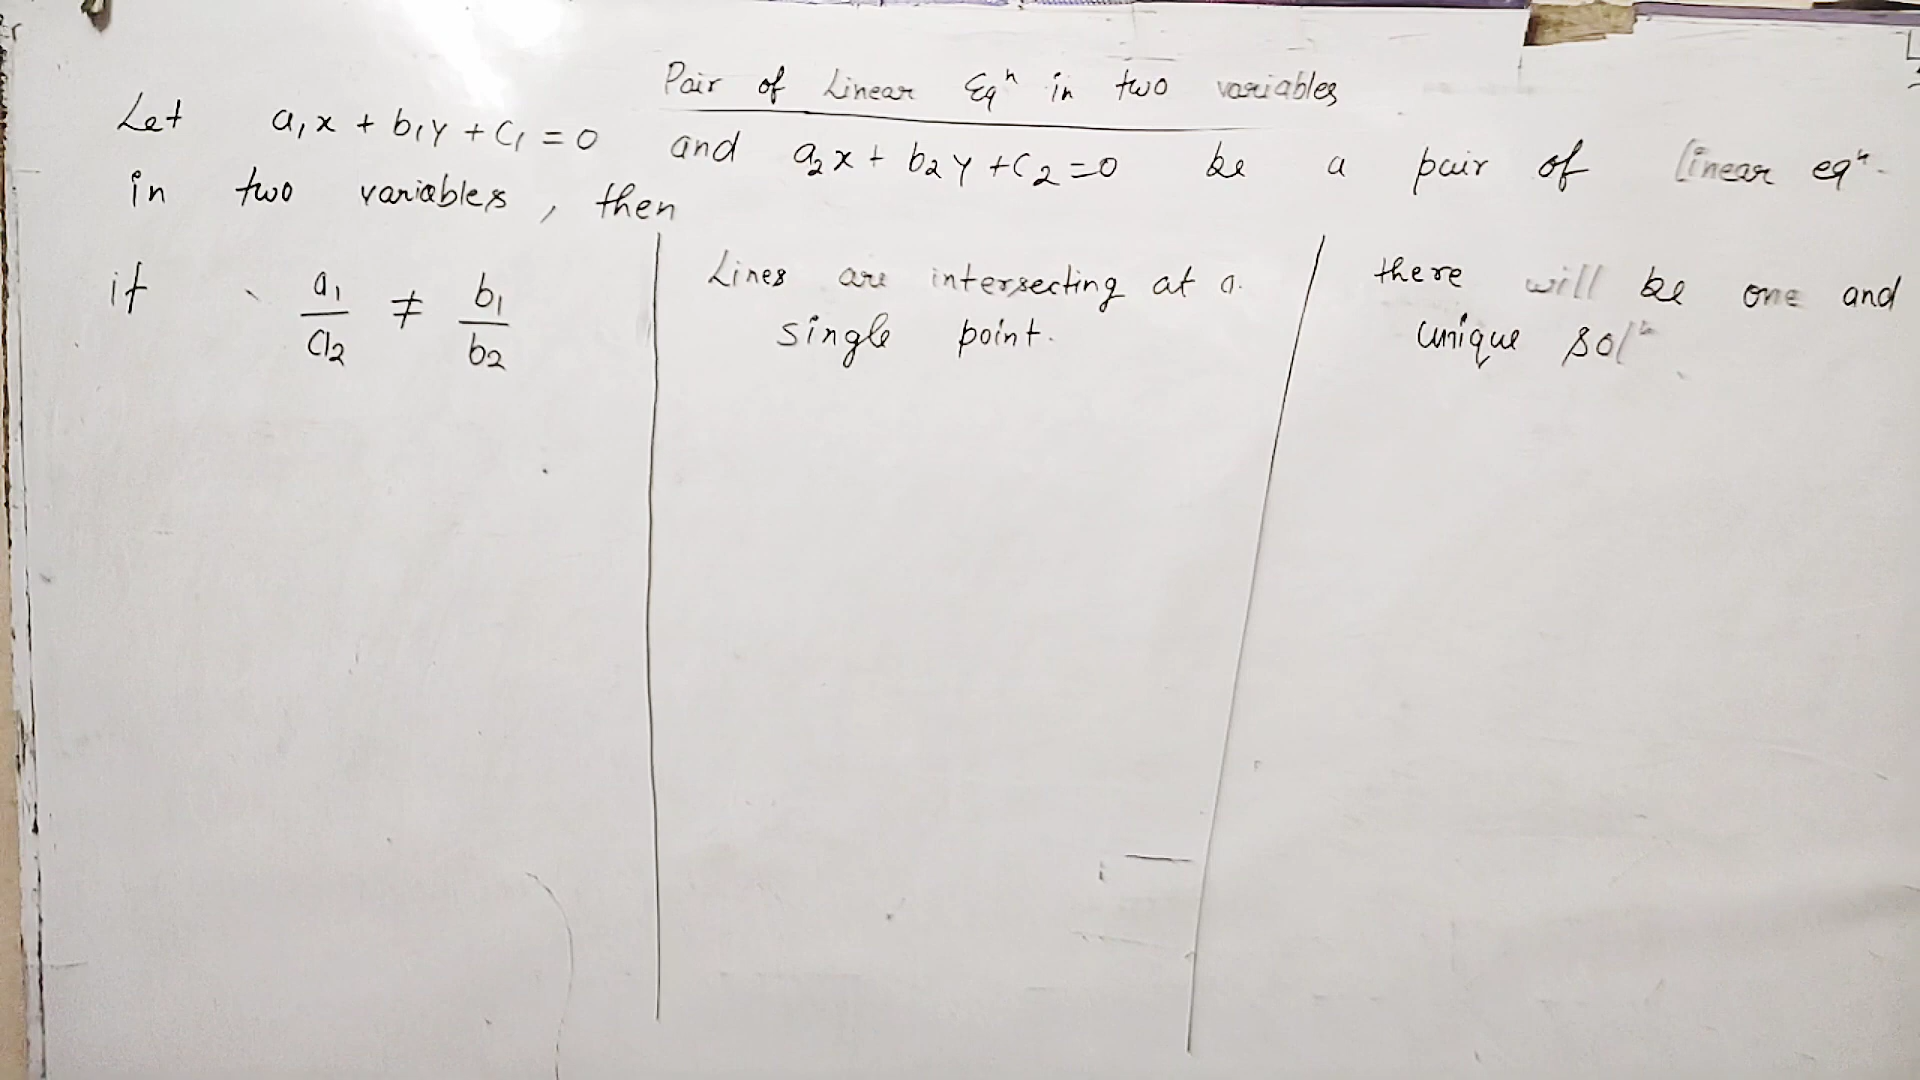 Pair of Linear Eqⁿ in two variables
Let a₁x + b₁y + c₁ = 0 and a₂x + b₂y + c₂ = 0 be a pair of linear eqⁿ.
in two variables, then
if a₁/a₂ ≠ b₁/b₂
Lines are intersecting at a
single point.
there will be one and
unique solⁿ